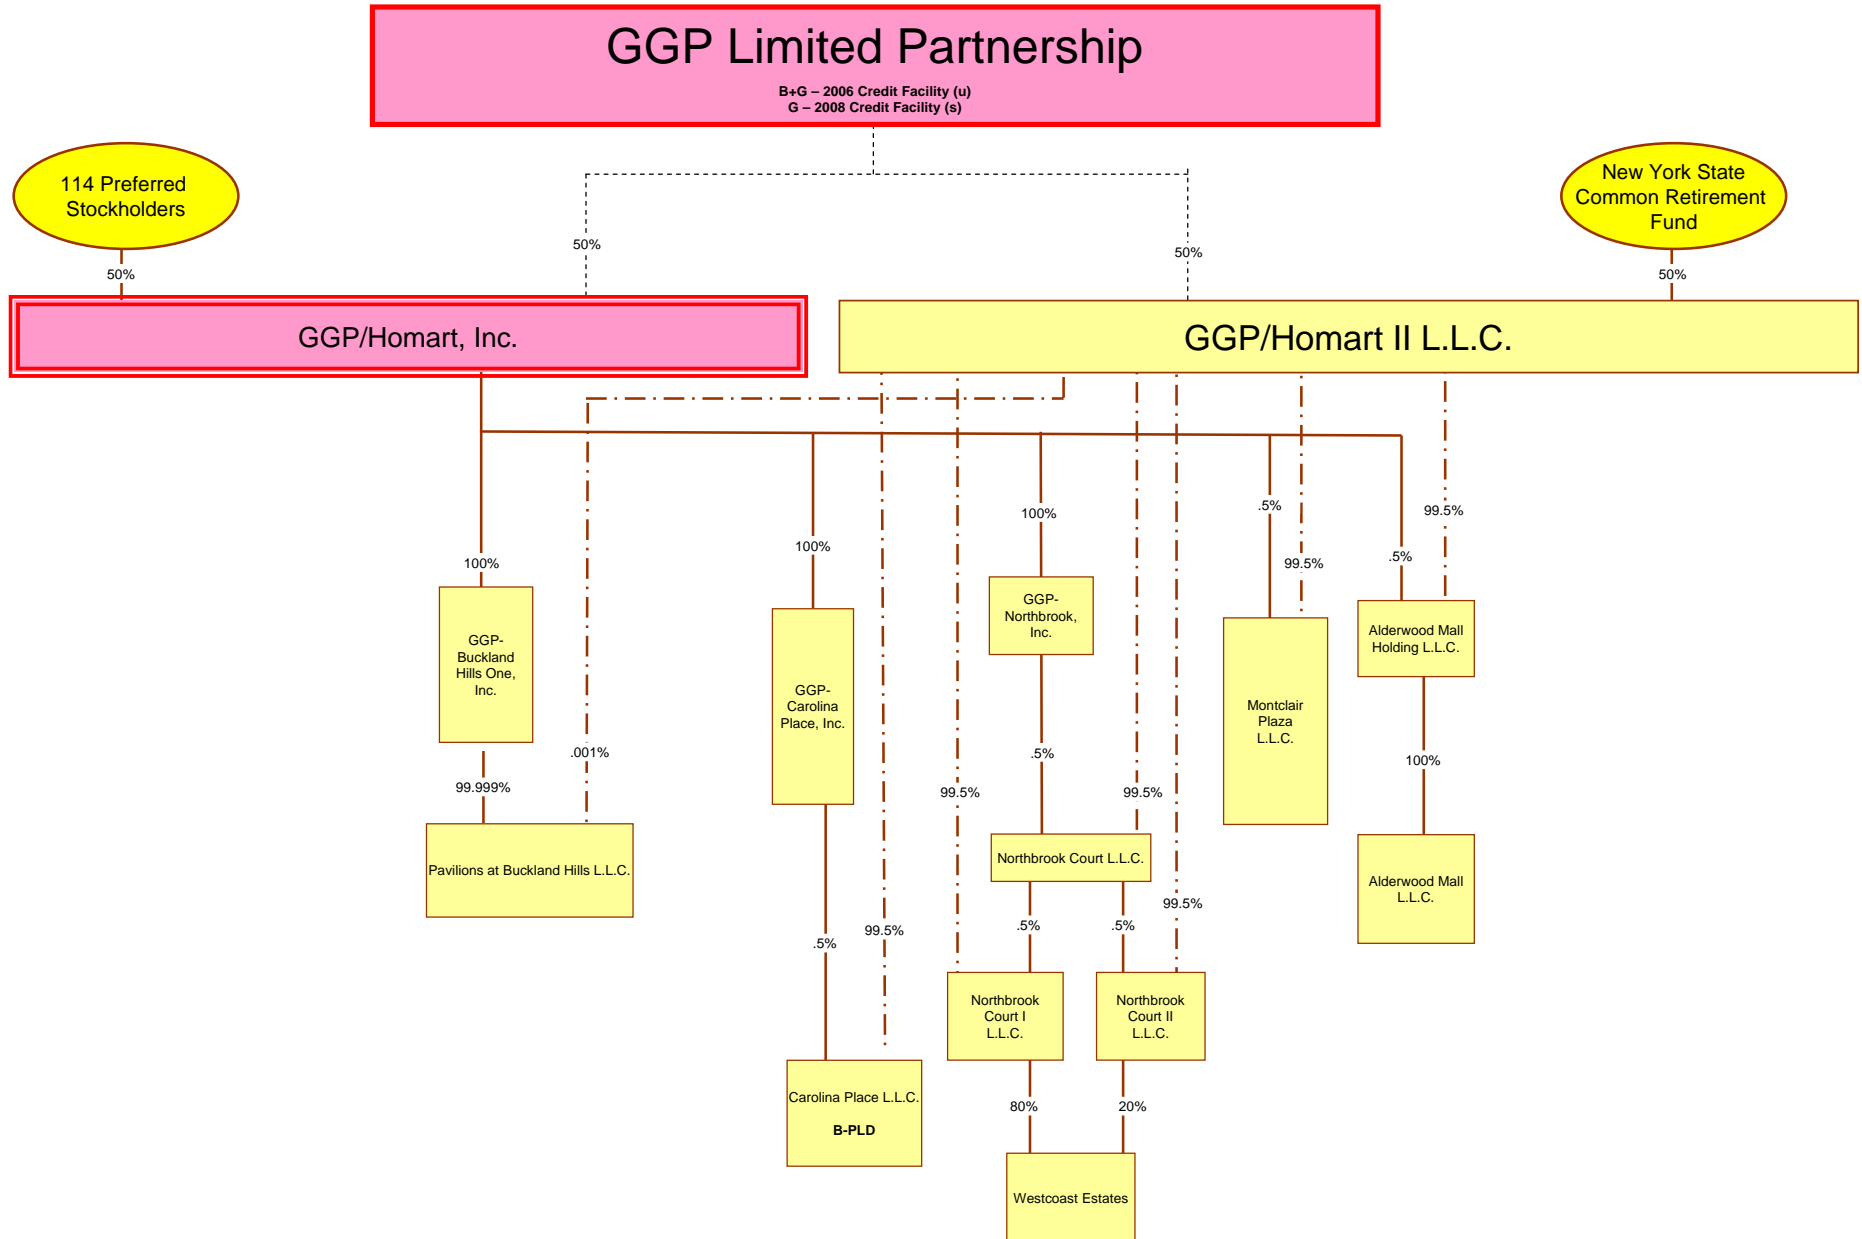 GGP Limited Partnership
B+G – 2006 Credit Facility (u)
G – 2008 Credit Facility (s)
114 Preferred
Stockholders
New York State
Common Retirement
Fund
50%
50%
50%
50%
GGP/Homart, Inc.
GGP/Homart II L.L.C.
100%
100%
100%
.5%
99.5%
.5%
99.5%
GGP-
Buckland
Hills One,
Inc.
GGP-
Carolina
Place, Inc.
GGP-
Northbrook,
Inc.
Montclair
Plaza
L.L.C.
Alderwood Mall
Holding L.L.C.
99.999%
.001%
.5%
99.5%
99.5%
99.5%
100%
Pavilions at Buckland Hills L.L.C.
Northbrook Court L.L.C.
Alderwood Mall
L.L.C.
.5%
99.5%
.5%
.5%
Northbrook
Court I
L.L.C.
Northbrook
Court II
L.L.C.
Carolina Place L.L.C.
B-PLD
80%
20%
Westcoast Estates